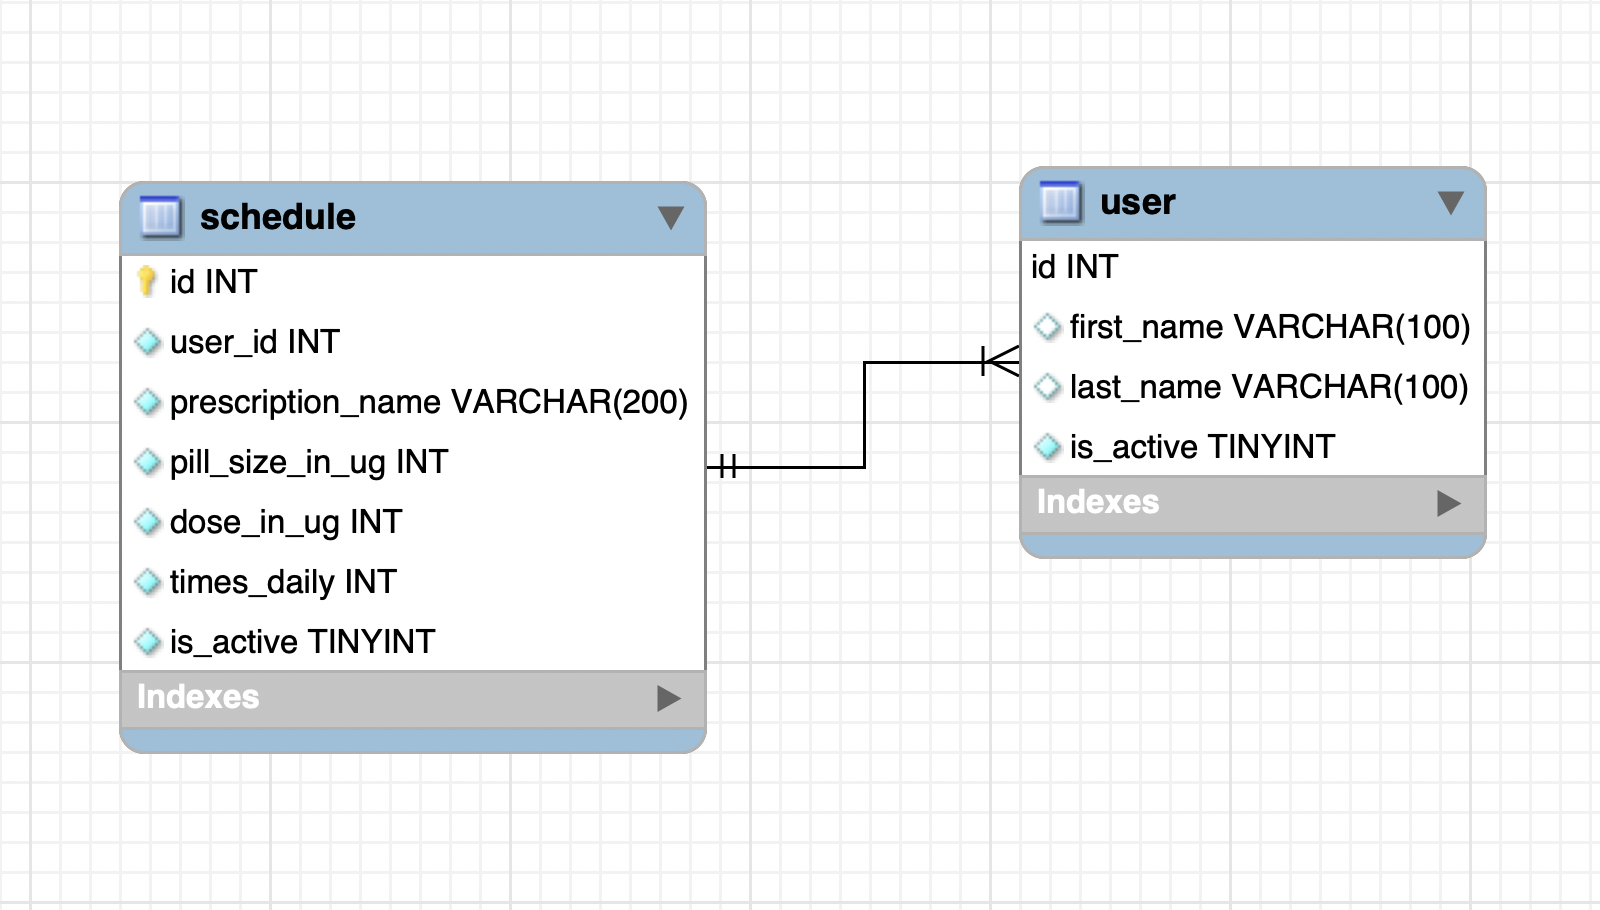 schedule
id INT
user_id INT
prescription_name VARCHAR(200)
pill_size_in_ug INT
dose_in_ug INT
times_daily INT
is_active TINYINT
Indexes
user
id INT
first_name VARCHAR(100)
last_name VARCHAR(100)
is_active TINYINT
Indexes